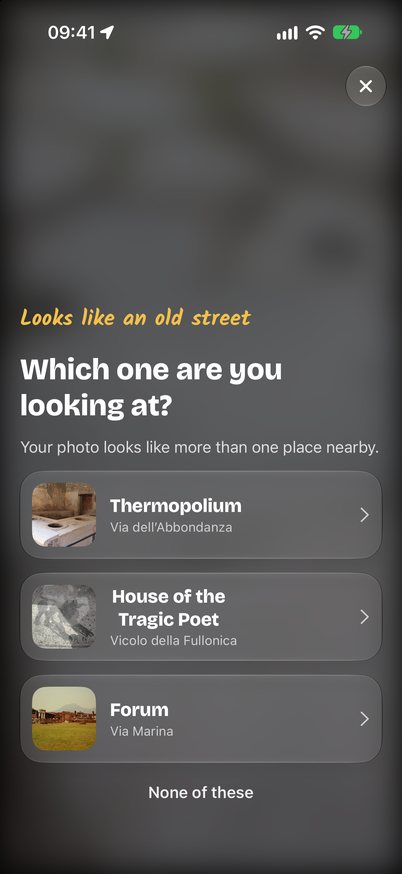 09:41
Looks like an old street
Which one are you
looking at?
Your photo looks like more than one place nearby.
Thermopolium
Via dell’Abbondanza
House of the
Tragic Poet
Vicolo della Fullonica
Forum
Via Marina
None of these